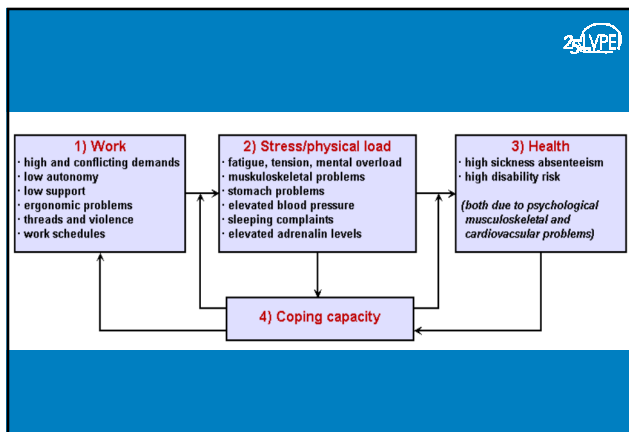 1) Work
· high and conflicting demands
· low autonomy
· low support
· ergonomic problems
· threads and violence
· work schedules
2) Stress/physical load
· fatigue, tension, mental overload
· muskuloskeletal problems
· stomach problems
· elevated blood pressure
· sleeping complaints
· elevated adrenalin levels
3) Health
· high sickness absenteeism
· high disability risk
(both due to psychological
musculoskeletal and
cardiovacsular problems)
4) Coping capacity